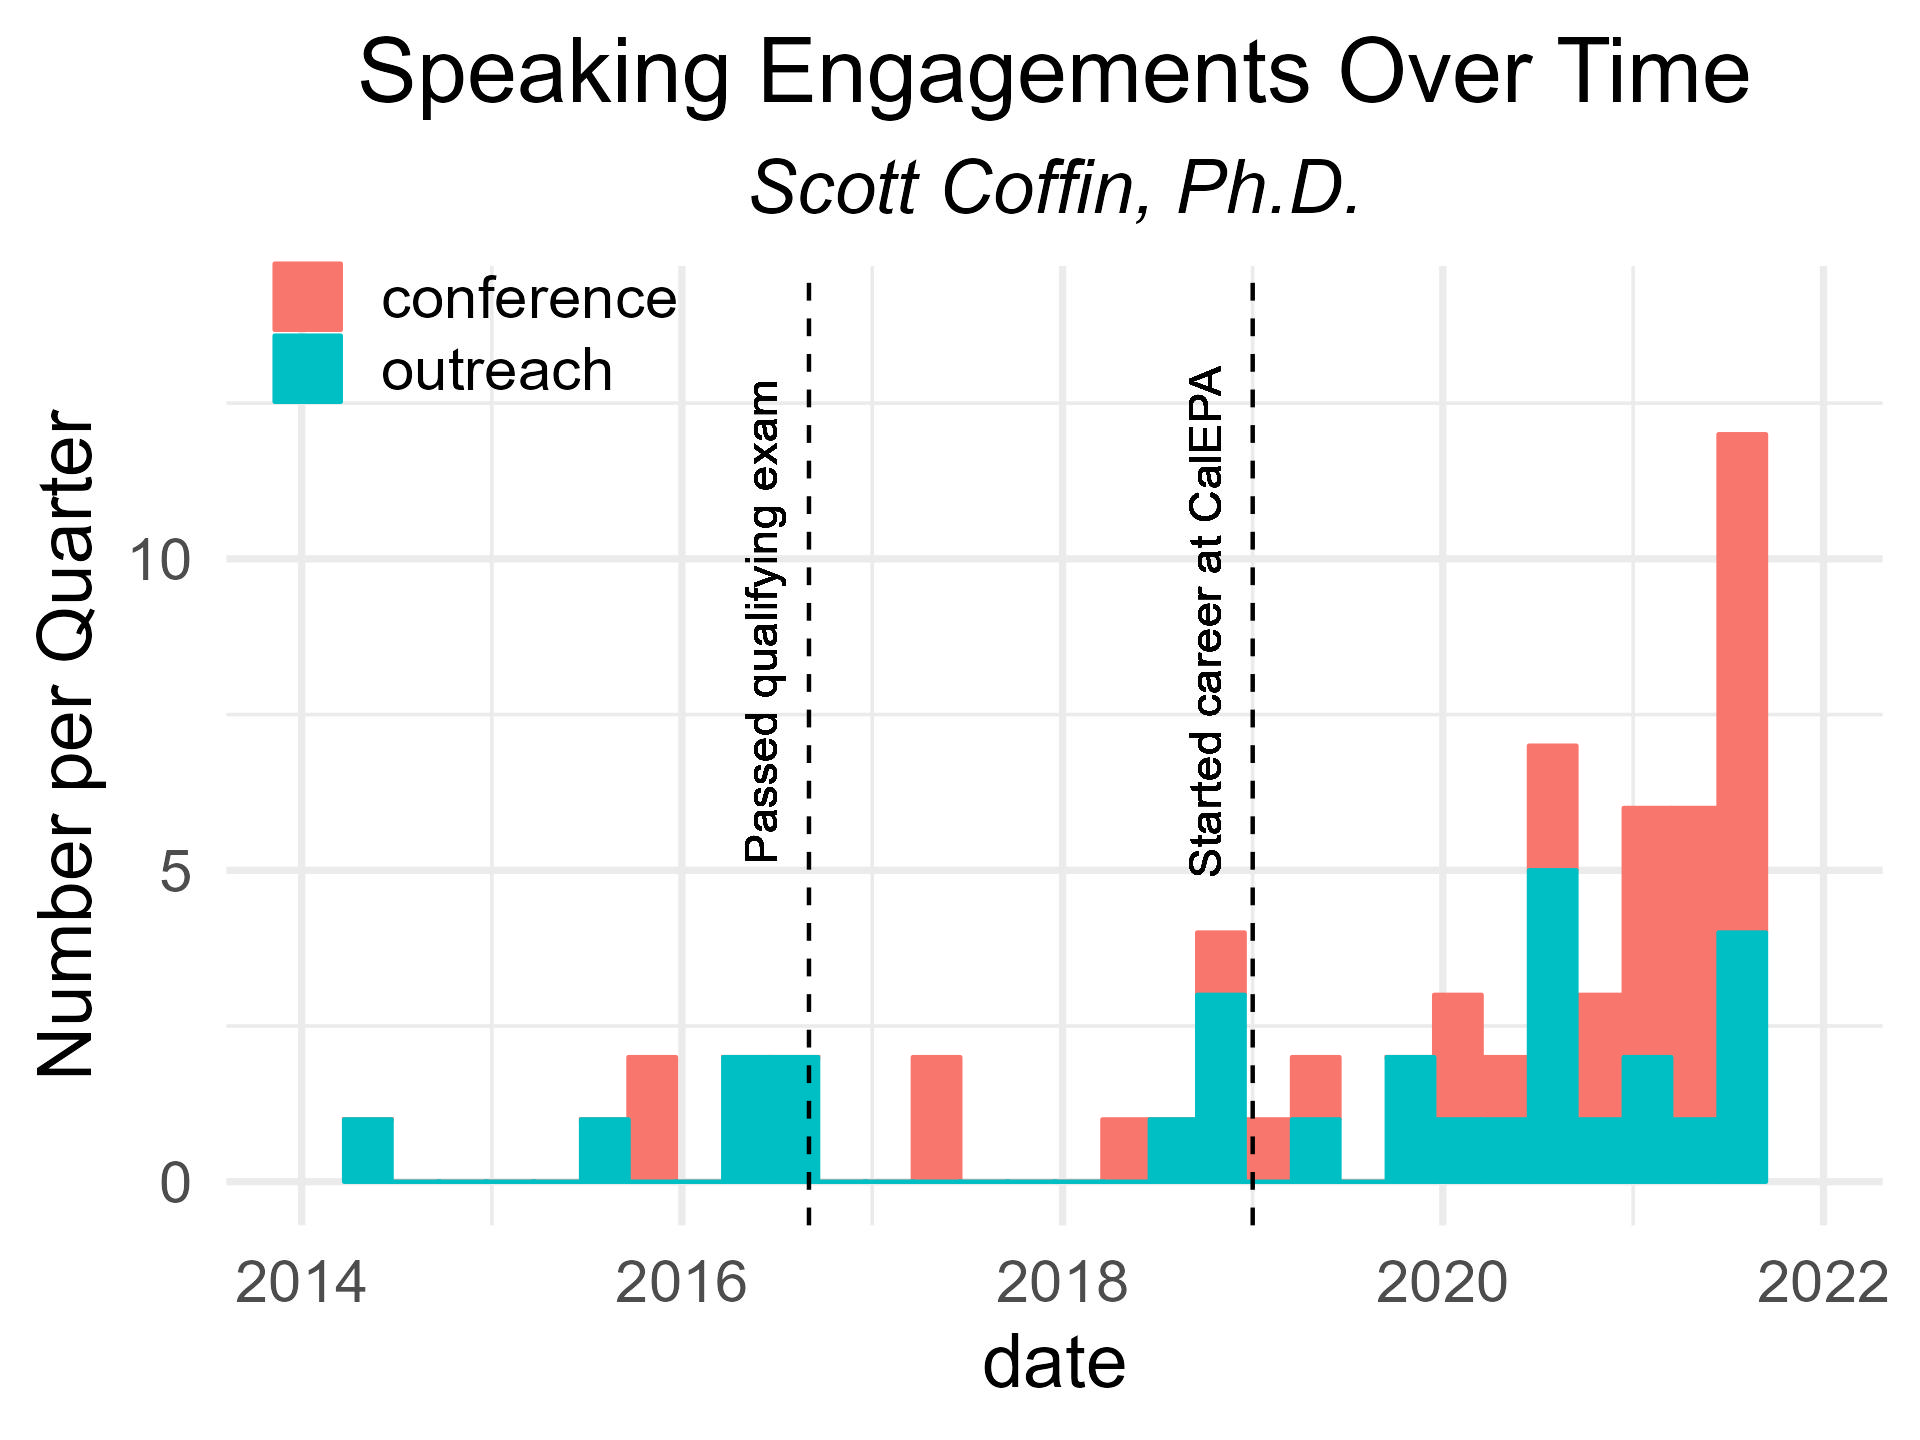 Speaking Engagements Over Time
Scott Coffin, Ph.D.
conference
outreach
Number per Quarter
10
5
0
Passed qualifying exam
Started career at CalEPA
2014 2016 2018 2020 2022
date